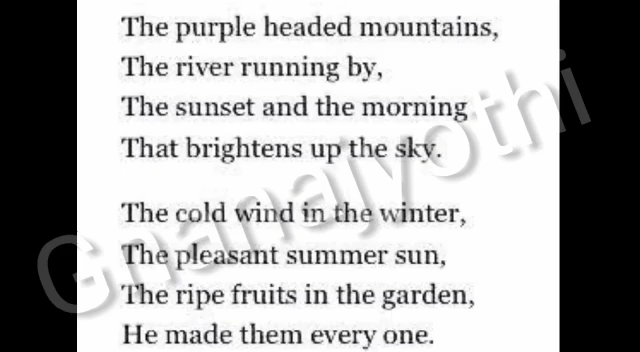 The purple headed mountains,
The river running by,
The sunset and the morning
That brightens up the sky.
The cold wind in the winter,
The pleasant summer sun,
The ripe fruits in the garden,
He made them every one.
Gnanajyothi